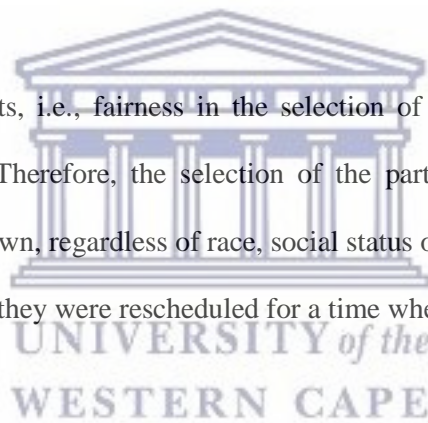 ts, i.e., fairness in the selection of
Therefore, the selection of the part
wn, regardless of race, social status o
they were rescheduled for a time whe
UNIVERSITY of the
WESTERN CAPE